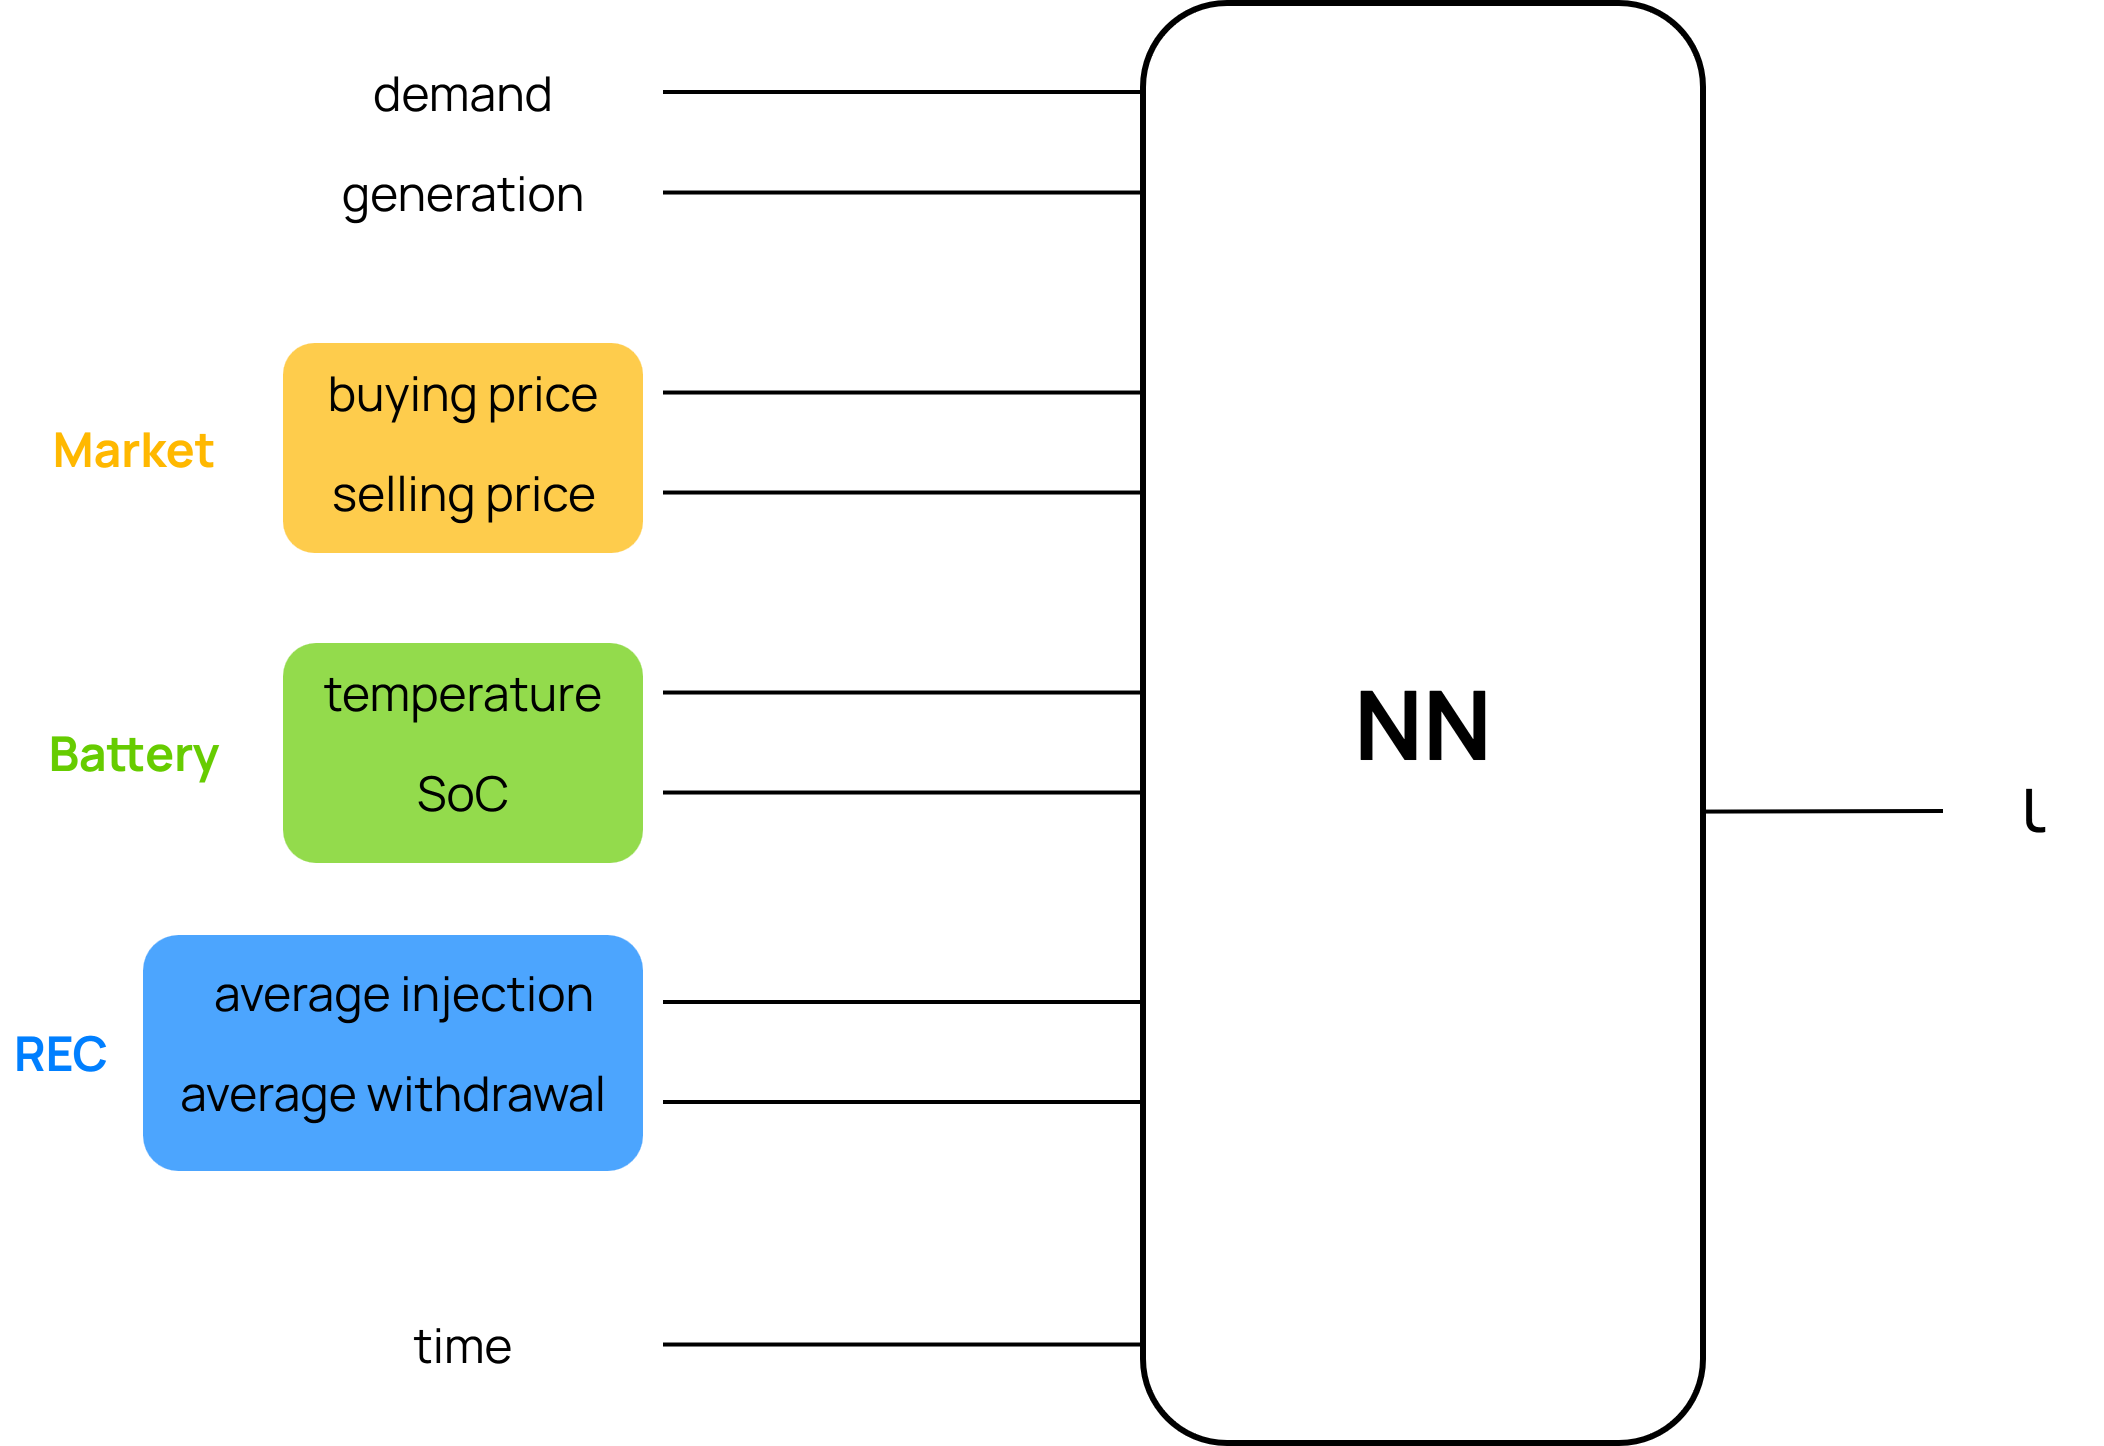 demand
generation
Market
buying price
selling price
Battery
temperature
SoC
REC
average injection
average withdrawal
time
NN
ɩ